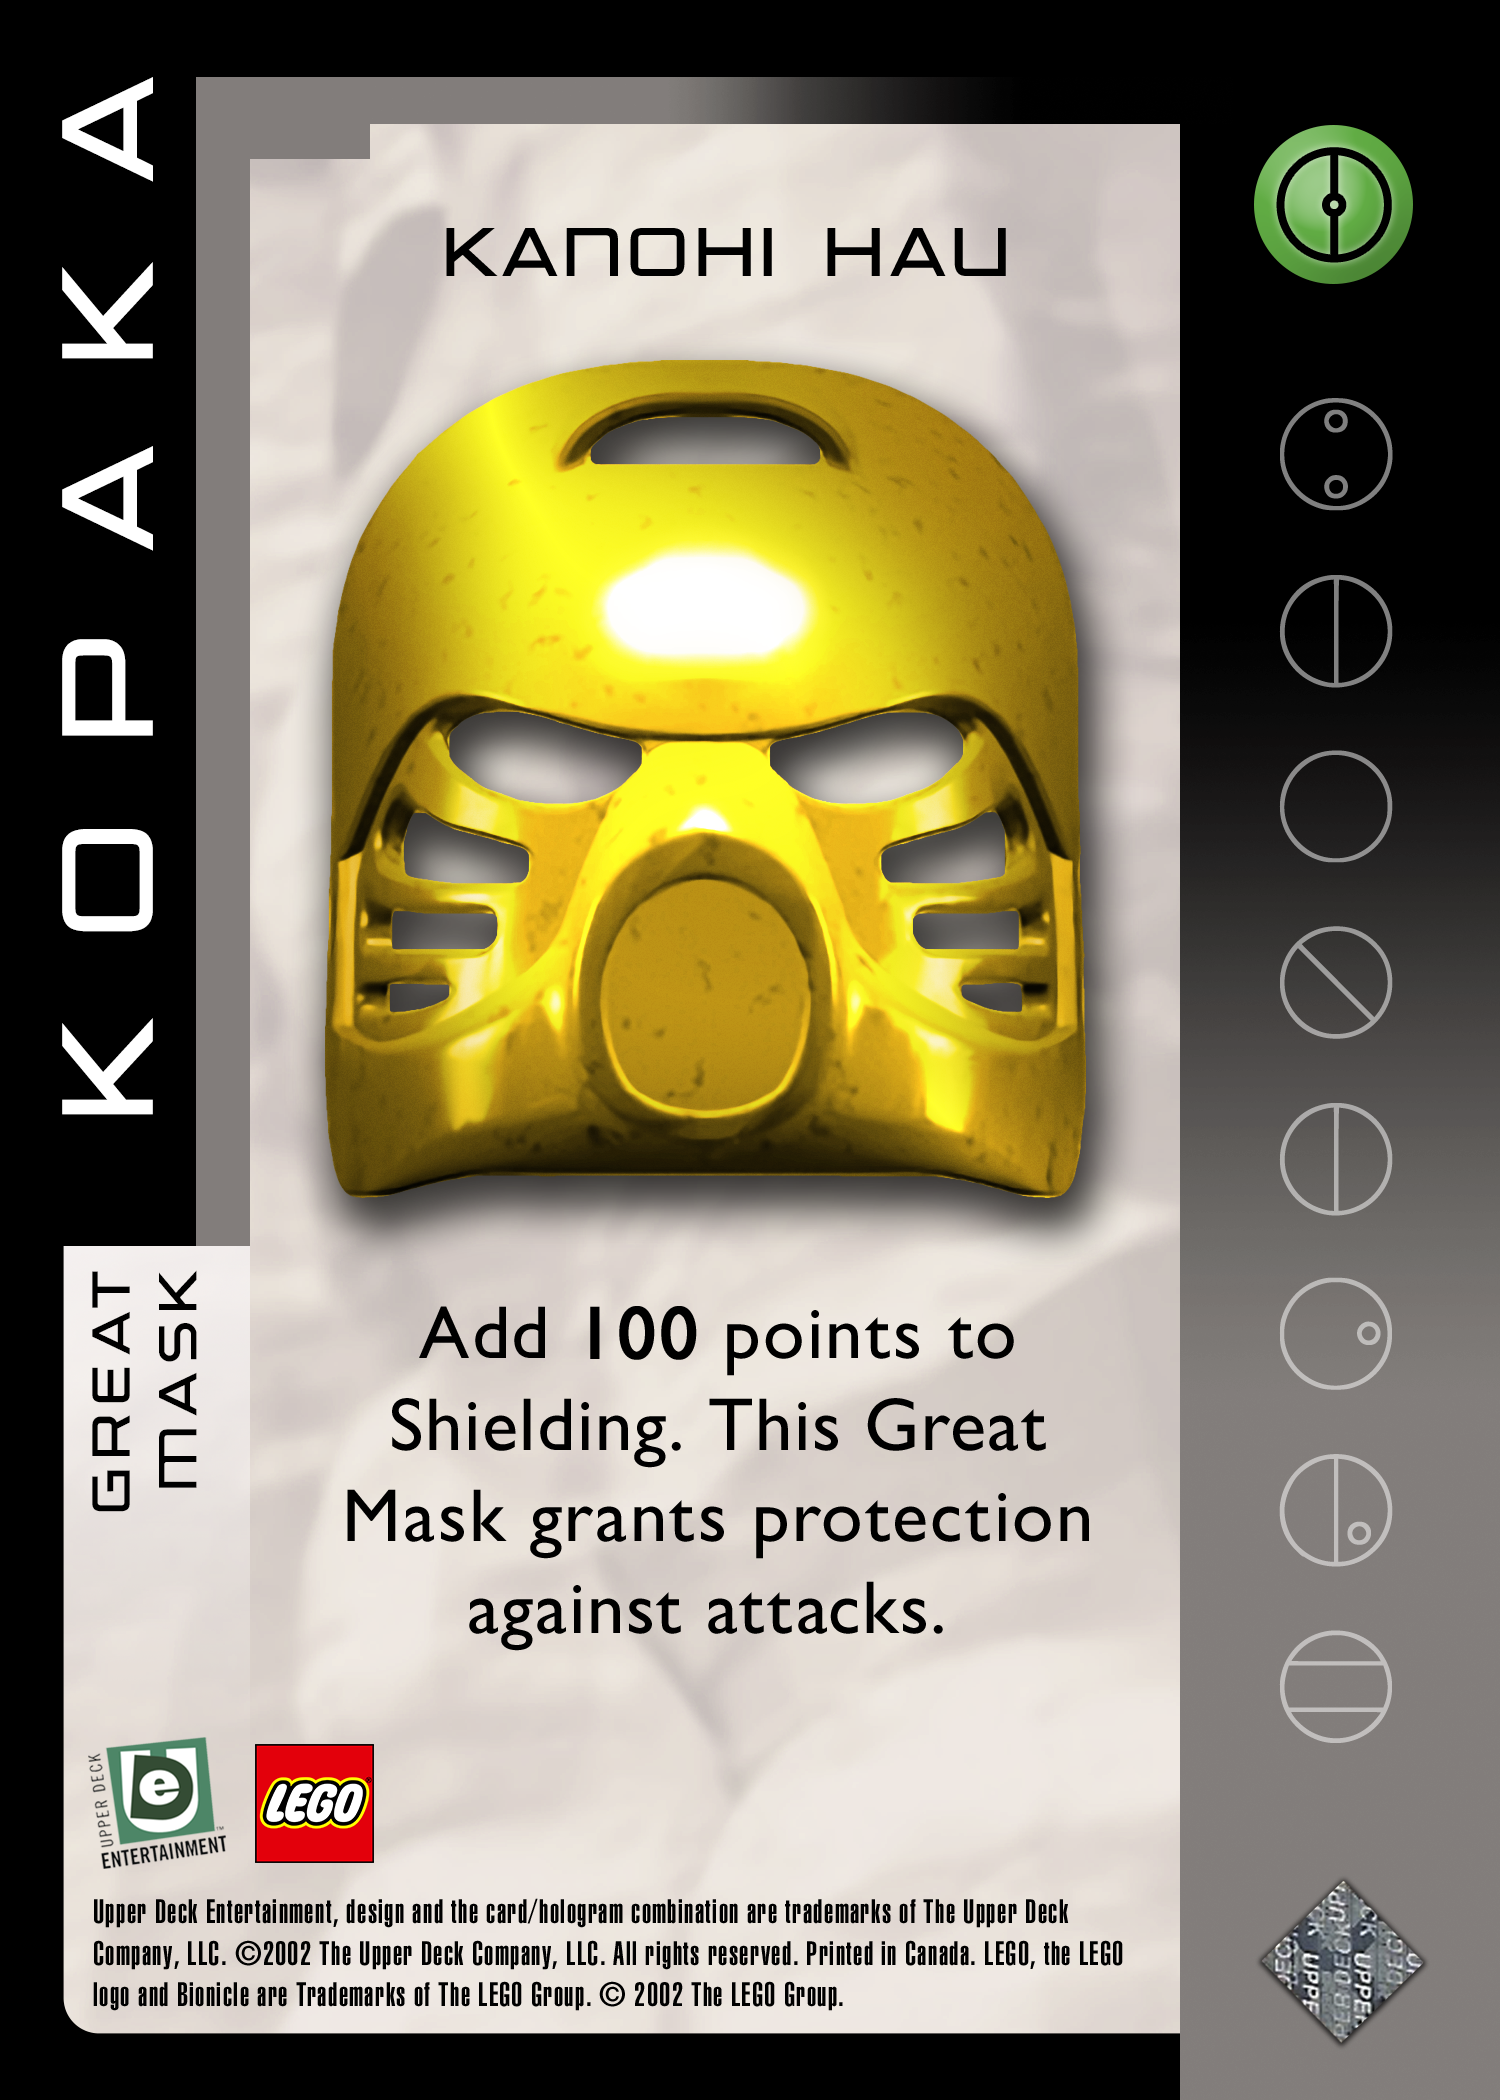 KOPAKA
KANOHI HAU
GREAT
MASK
Add 100 points to
Shielding. This Great
Mask grants protection
against attacks.
UPPER DECK
UDe
ENTERTAINMENT
™
LEGO
Upper Deck Entertainment, design and the card/hologram combination are trademarks of The Upper Deck
Company, LLC. ©2002 The Upper Deck Company, LLC. All rights reserved. Printed in Canada. LEGO, the LEGO
logo and Bionicle are Trademarks of The LEGO Group. © 2002 The LEGO Group.